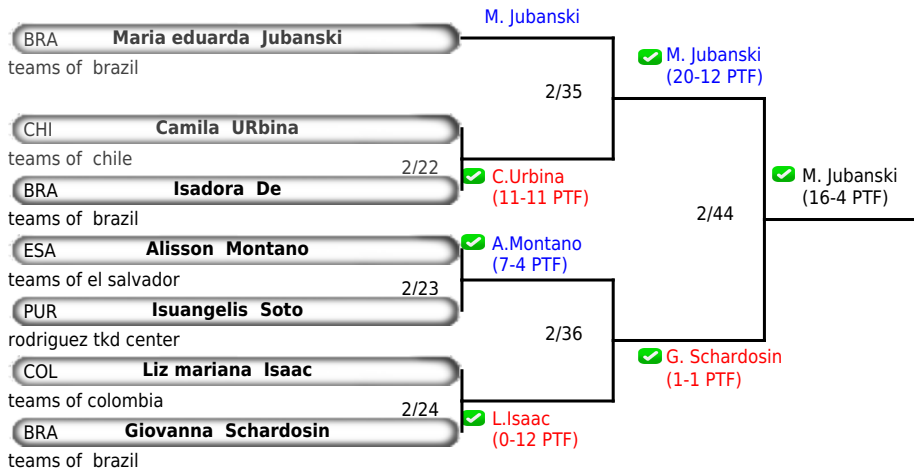 M. Jubanski
BRA Maria eduarda Jubanski
teams of brazil
M. Jubanski
(20-12 PTF)
2/35
CHI Camila URbina
teams of chile
2/22
C.Urbina
(11-11 PTF)
BRA Isadora De
teams of brazil
M. Jubanski
(16-4 PTF)
2/44
ESA Alisson Montano
teams of el salvador
A.Montano
(7-4 PTF)
2/23
PUR Isuangelis Soto
rodriguez tkd center
2/36
G. Schardosin
(1-1 PTF)
COL Liz mariana Isaac
teams of colombia
2/24
L.Isaac
(0-12 PTF)
BRA Giovanna Schardosin
teams of brazil